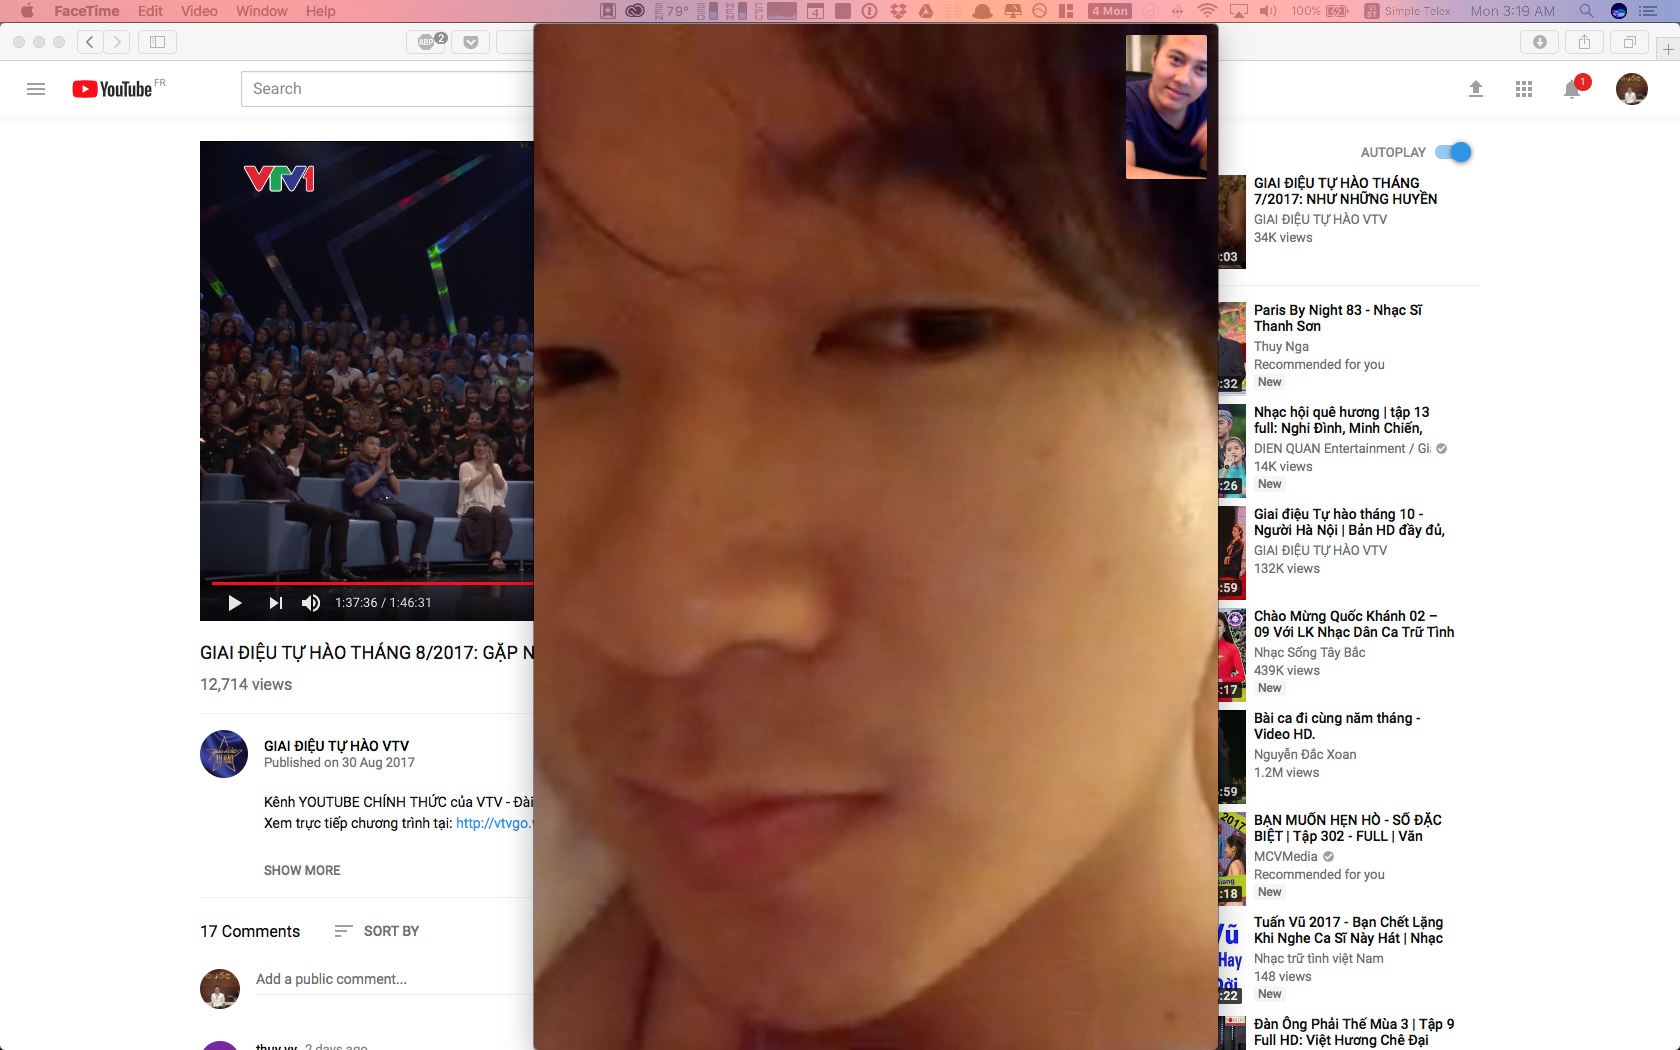 FaceTime Edit Video Window Help
79° 4 4 Mon 100% Simple Telex Mon 3:19 AM
ABP 2
YouTube FR
Search
1
VTV1
1:37:36 / 1:46:31
GIAI ĐIỆU TỰ HÀO THÁNG 8/2017: GẶP N
12,714 views
GIAI ĐIỆU TỰ HÀO VTV
Published on 30 Aug 2017
Kênh YOUTUBE CHÍNH THỨC của VTV - Đài
Xem trực tiếp chương trình tại: http://vtvgo.v
SHOW MORE
17 Comments SORT BY
Add a public comment...
thuy vy 2 days ago
AUTOPLAY
GIAI ĐIỆU TỰ HÀO THÁNG
7/2017: NHƯ NHỮNG HUYỀN
GIAI ĐIỆU TỰ HÀO VTV
34K views
:03
Paris By Night 83 - Nhạc Sĩ
Thanh Sơn
Thuy Nga
Recommended for you
New
:32
Nhạc hội quê hương | tập 13
full: Nghi Đình, Minh Chiến,
DIEN QUAN Entertainment / Gi
14K views
New
:26
Giai điệu Tự hào tháng 10 -
Người Hà Nội | Bản HD đầy đủ,
GIAI ĐIỆU TỰ HÀO VTV
132K views
:59
Chào Mừng Quốc Khánh 02 –
09 Với LK Nhạc Dân Ca Trữ Tình
Nhạc Sống Tây Bắc
439K views
New
:17
Bài ca đi cùng năm tháng -
Video HD.
Nguyễn Đắc Xoan
1.2M views
:59
BẠN MUỐN HẸN HÒ - SỐ ĐẶC
BIỆT | Tập 302 - FULL | Văn
MCVMedia
Recommended for you
New
2017
Giang
:18
Tuấn Vũ 2017 - Bạn Chết Lặng
Khi Nghe Ca Sĩ Này Hát | Nhạc
Nhạc trữ tình việt Nam
148 views
New
Vũ
Hay
Đời
:22
Đàn Ông Phải Thế Mùa 3 | Tập 9
Full HD: Việt Hương Chê Đại